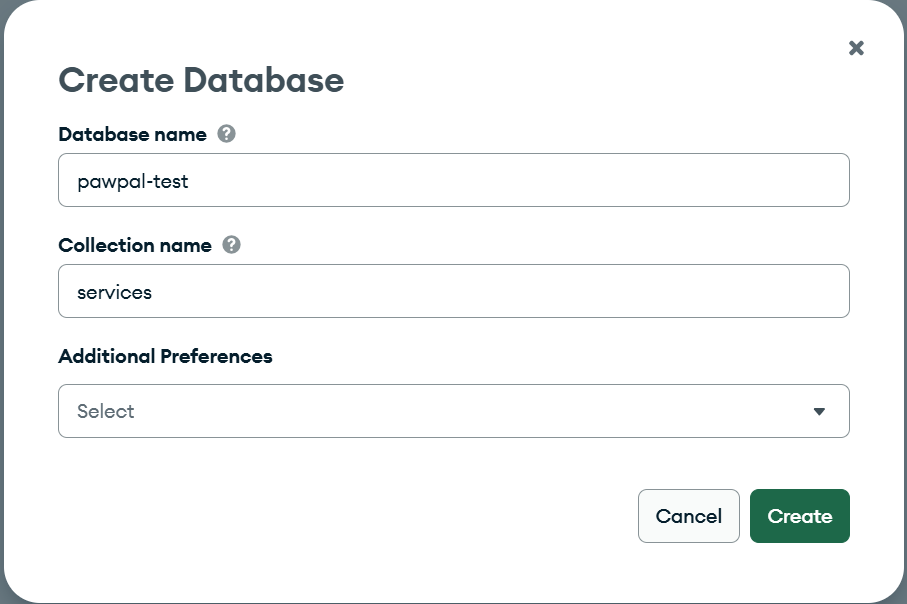 Create Database
Database name
pawpal-test
Collection name
services
Additional Preferences
Select
Cancel
Create